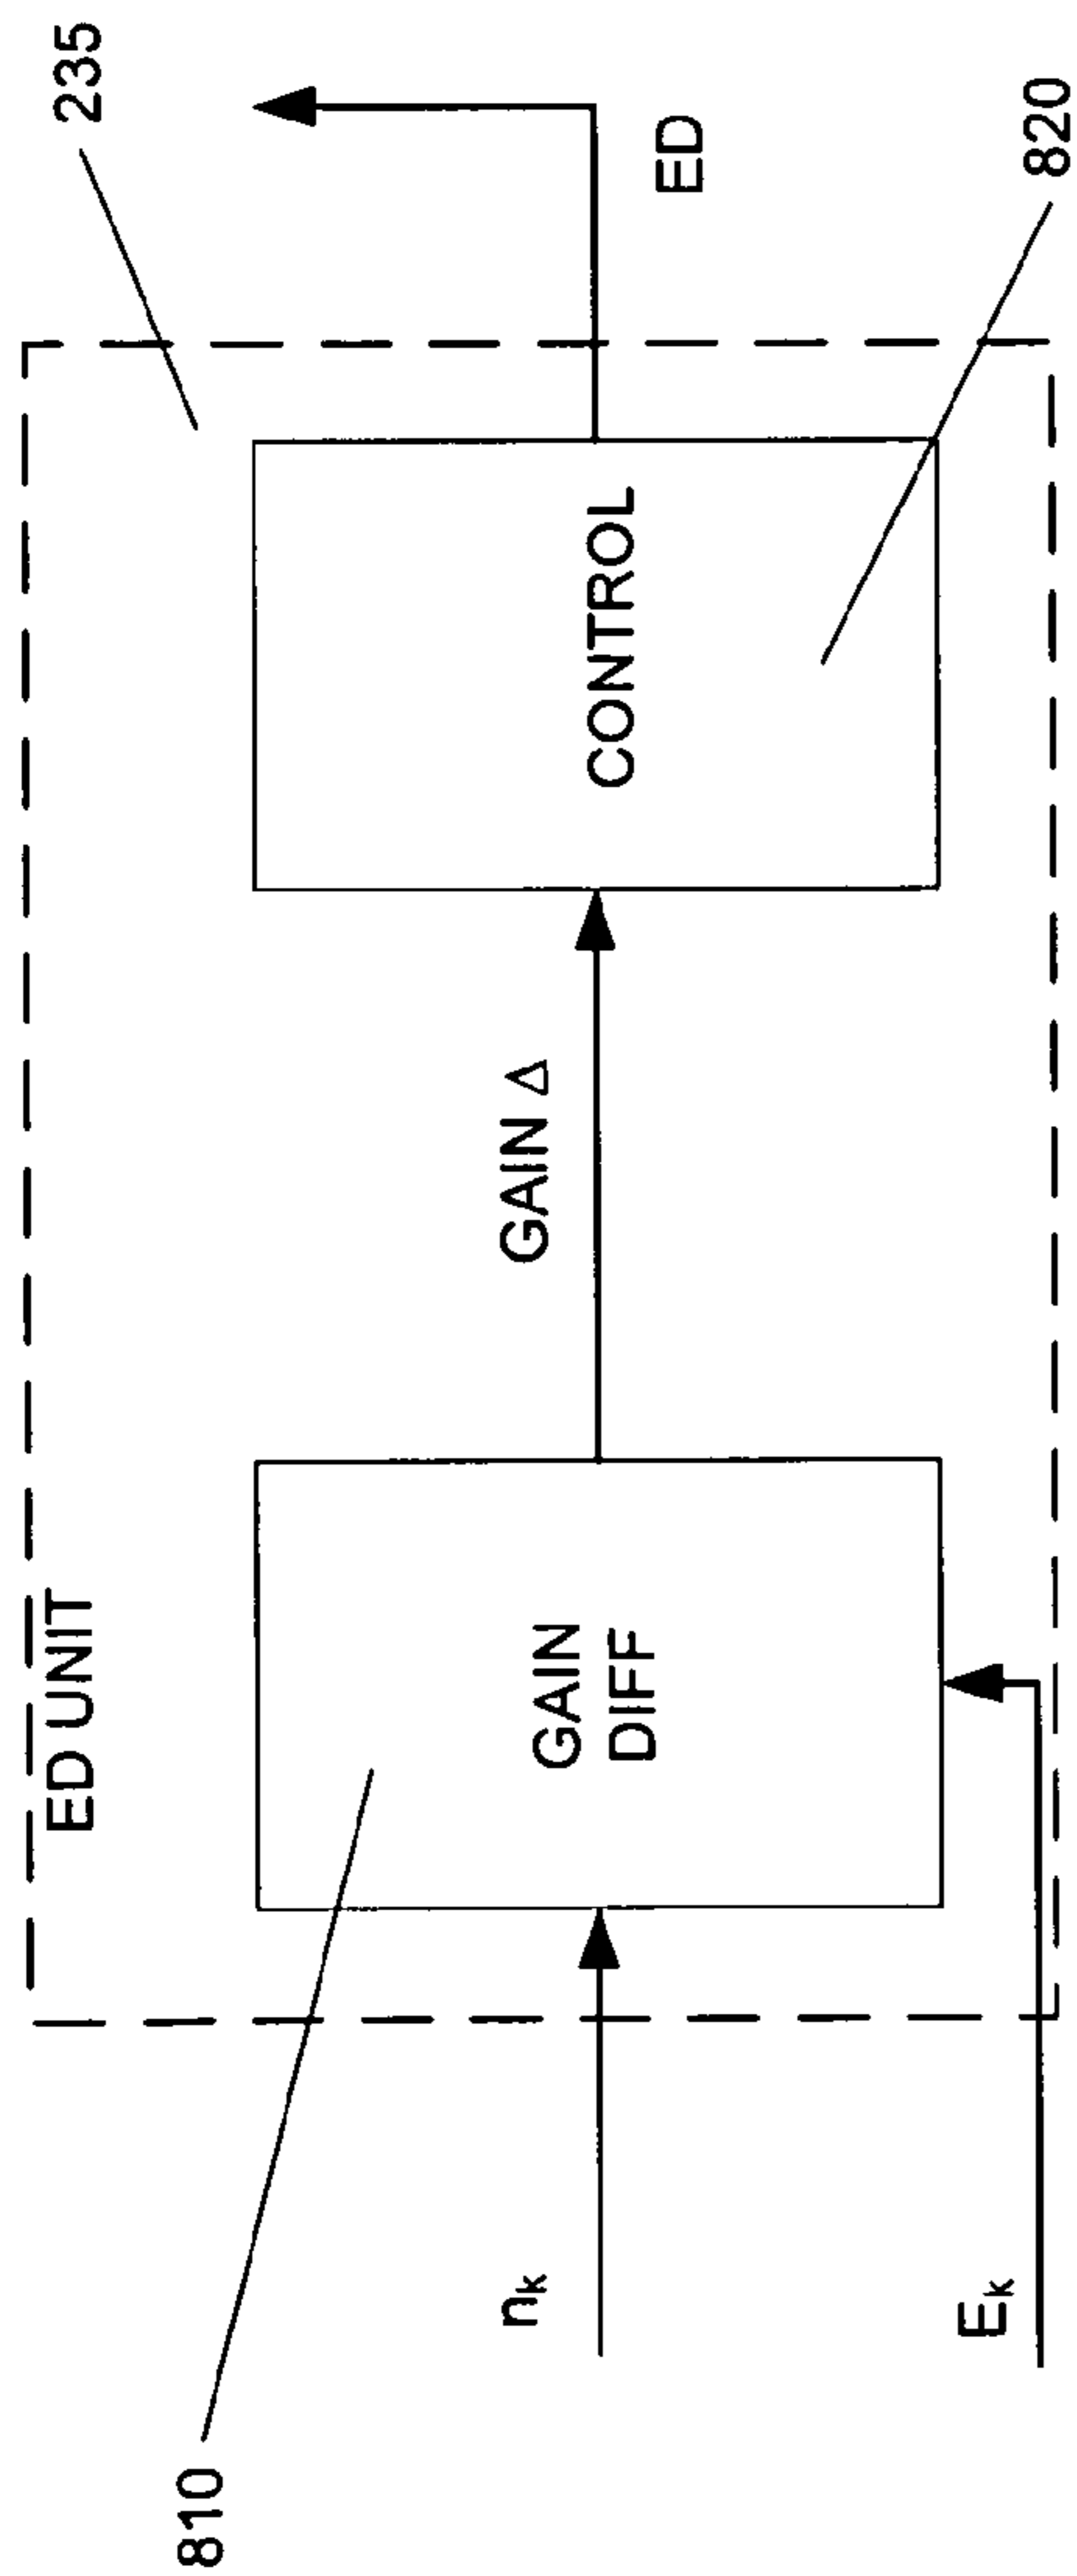 235
ED UNIT
810
GAIN
DIFF
GAIN Δ
CONTROL
ED
nk
Ek
820